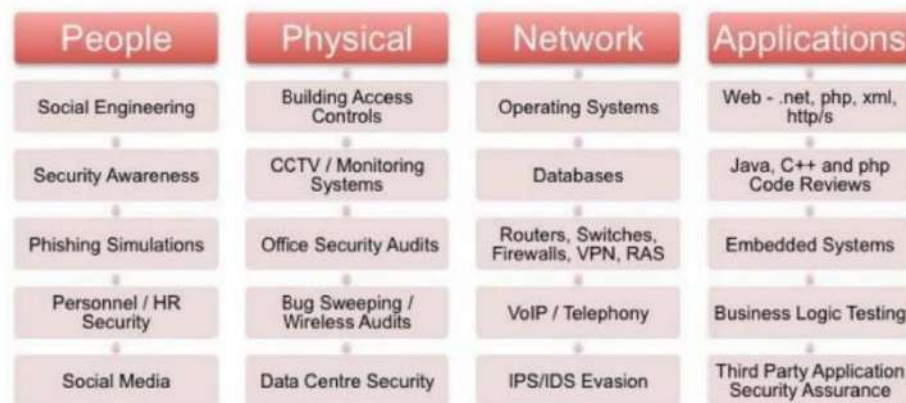 People
Social Engineering
Security Awareness
Phishing Simulations
Personnel / HR
Security
Social Media
Physical
Building Access
Controls
CCTV / Monitoring
Systems
Office Security Audits
Bug Sweeping /
Wireless Audits
Data Centre Security
Network
Operating Systems
Databases
Routers, Switches,
Firewalls, VPN, RAS
VoIP / Telephony
IPS/IDS Evasion
Applications
Web - .net, php, xml,
http/s
Java, C++ and php
Code Reviews
Embedded Systems
Business Logic Testing
Third Party Application
Security Assurance